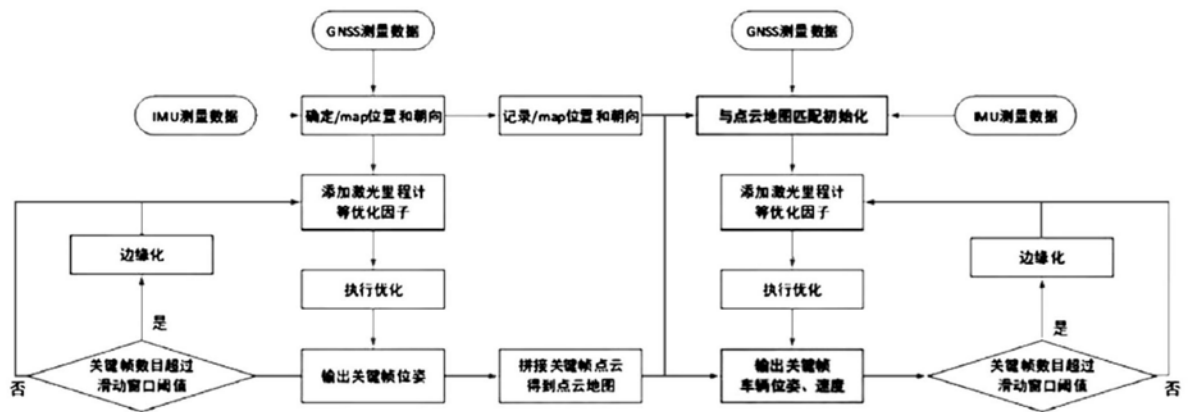 GNSS测量数据
GNSS测量数据
IMU测量数据
确定/map位置和朝向
记录/map位置和朝向
与点云地图匹配初始化
IMU测量数据
添加激光里程计
等优化因子
添加激光里程计
等优化因子
边缘化
边缘化
执行优化
执行优化
是
是
关键帧数目超过
滑动窗口阈值
否
输出关键帧位姿
拼接关键帧点云
得到点云地图
输出关键帧
车辆位姿、速度
关键帧数目超过
滑动窗口阈值
否